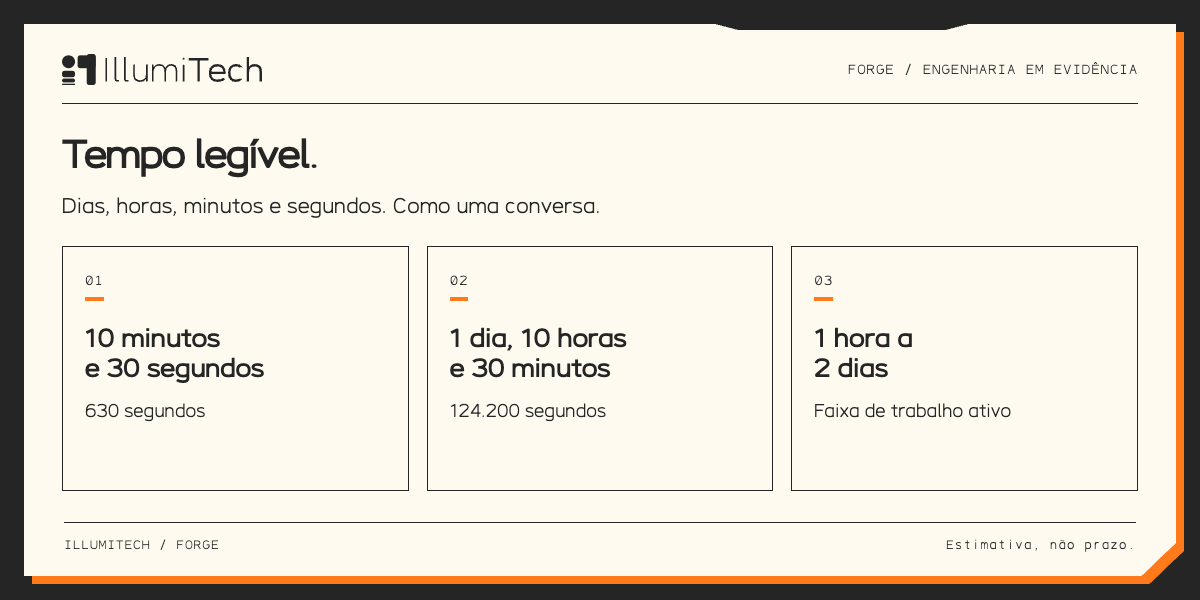 IllumiTech
FORGE / ENGENHARIA EM EVIDÊNCIA
Tempo legível.
Dias, horas, minutos e segundos. Como uma conversa.
01
10 minutos
e 30 segundos
630 segundos
02
1 dia, 10 horas
e 30 minutos
124.200 segundos
03
1 hora a
2 dias
Faixa de trabalho ativo
ILLUMITECH / FORGE
Estimativa, não prazo.